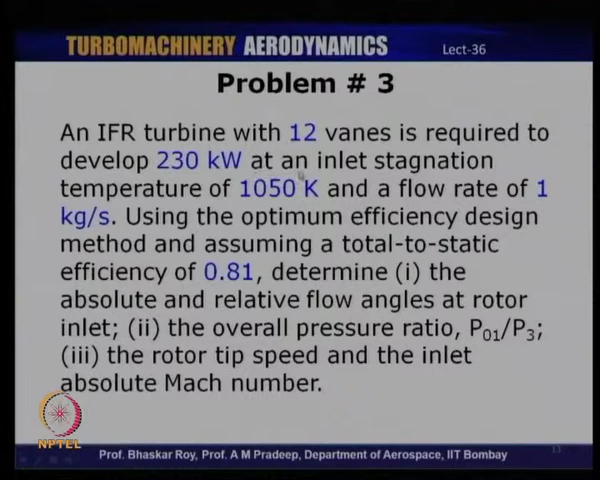 TURBOMACHINERY AERODYNAMICS Lect-36
Problem # 3
An IFR turbine with 12 vanes is required to
develop 230 kW at an inlet stagnation
temperature of 1050 K and a flow rate of 1
kg/s. Using the optimum efficiency design
method and assuming a total-to-static
efficiency of 0.81, determine (i) the
absolute and relative flow angles at rotor
inlet; (ii) the overall pressure ratio, P₀₁/P₃;
(iii) the rotor tip speed and the inlet
absolute Mach number.
NPTEL
Prof. Bhaskar Roy, Prof. A M Pradeep, Department of Aerospace, IIT Bombay
13